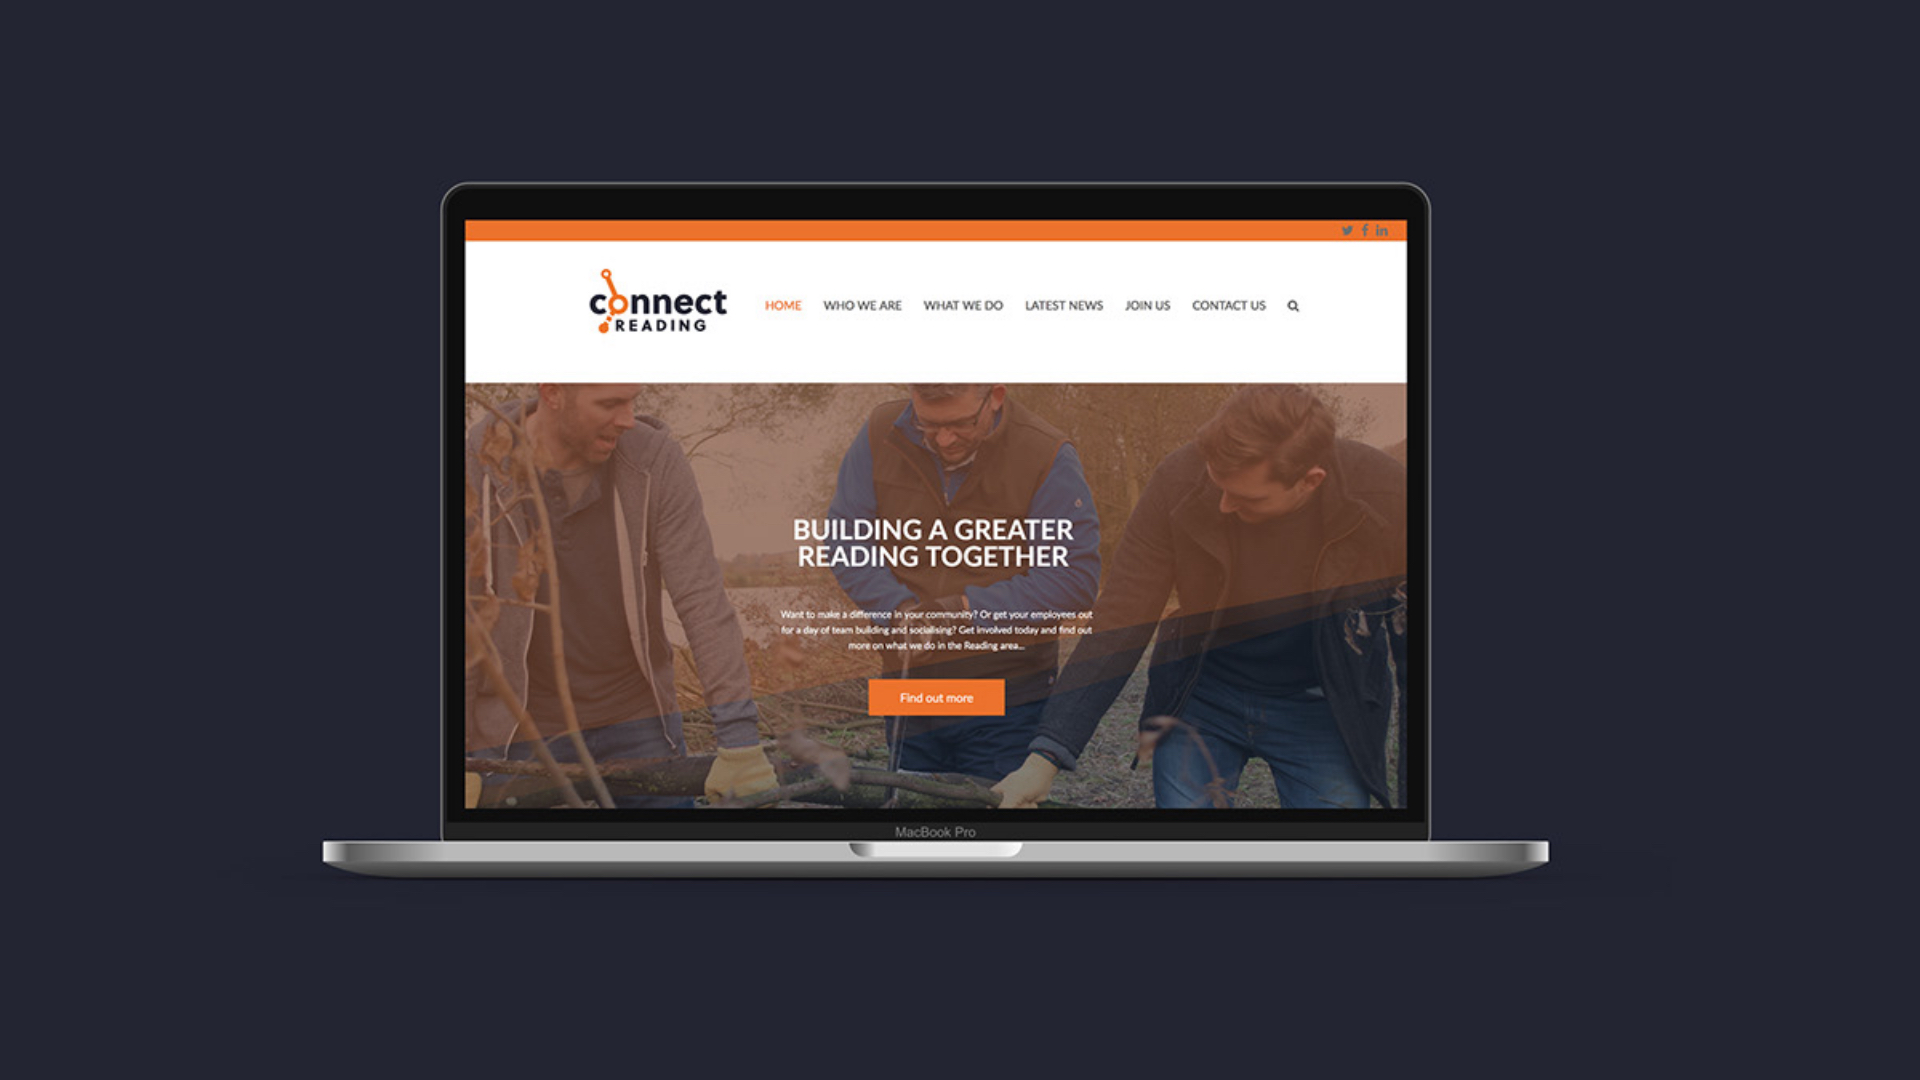 connect
READING
HOME WHO WE ARE WHAT WE DO LATEST NEWS JOIN US CONTACT US
BUILDING A GREATER
READING TOGETHER
Want to make a difference in your community? Or get your employees out
for a day of team building and socialising? Get involved today and find out
more on what we do in the Reading area...
Find out more
MacBook Pro